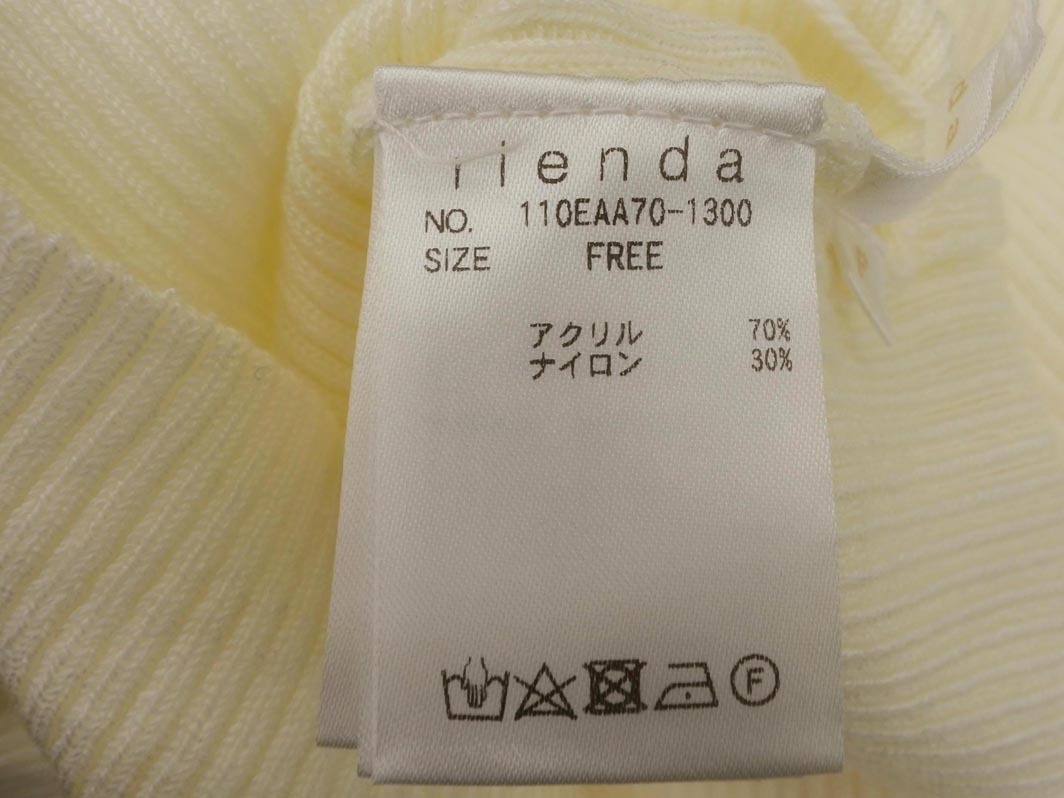 rienda
NO. 110EAA70-1300
SIZE FREE
アクリル 70%
ナイロン 30%
F